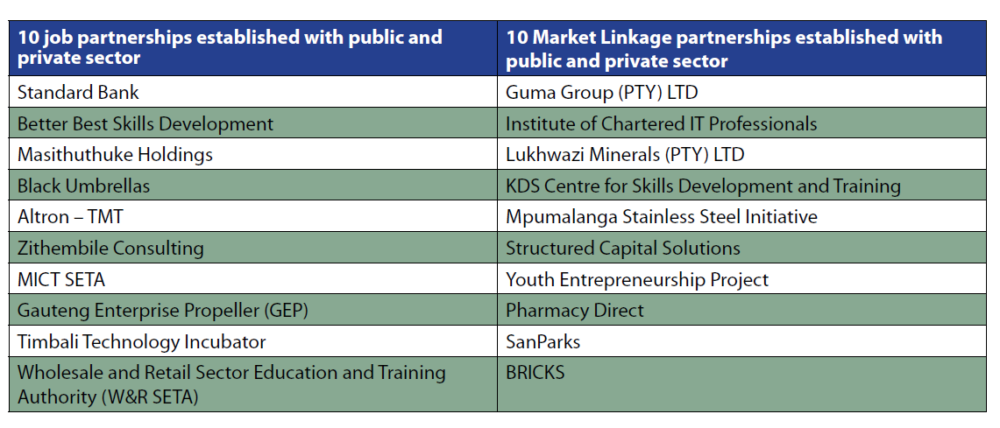 10 job partnerships established with public and
private sector
10 Market Linkage partnerships established with
public and private sector
Standard Bank
Guma Group (PTY) LTD
Better Best Skills Development
Institute of Chartered IT Professionals
Masithuthuke Holdings
Lukhwazi Minerals (PTY) LTD
Black Umbrellas
KDS Centre for Skills Development and Training
Altron – TMT
Mpumalanga Stainless Steel Initiative
Zithembile Consulting
Structured Capital Solutions
MICT SETA
Youth Entrepreneurship Project
Gauteng Enterprise Propeller (GEP)
Pharmacy Direct
Timbali Technology Incubator
SanParks
Wholesale and Retail Sector Education and Training
Authority (W&R SETA)
BRICKS